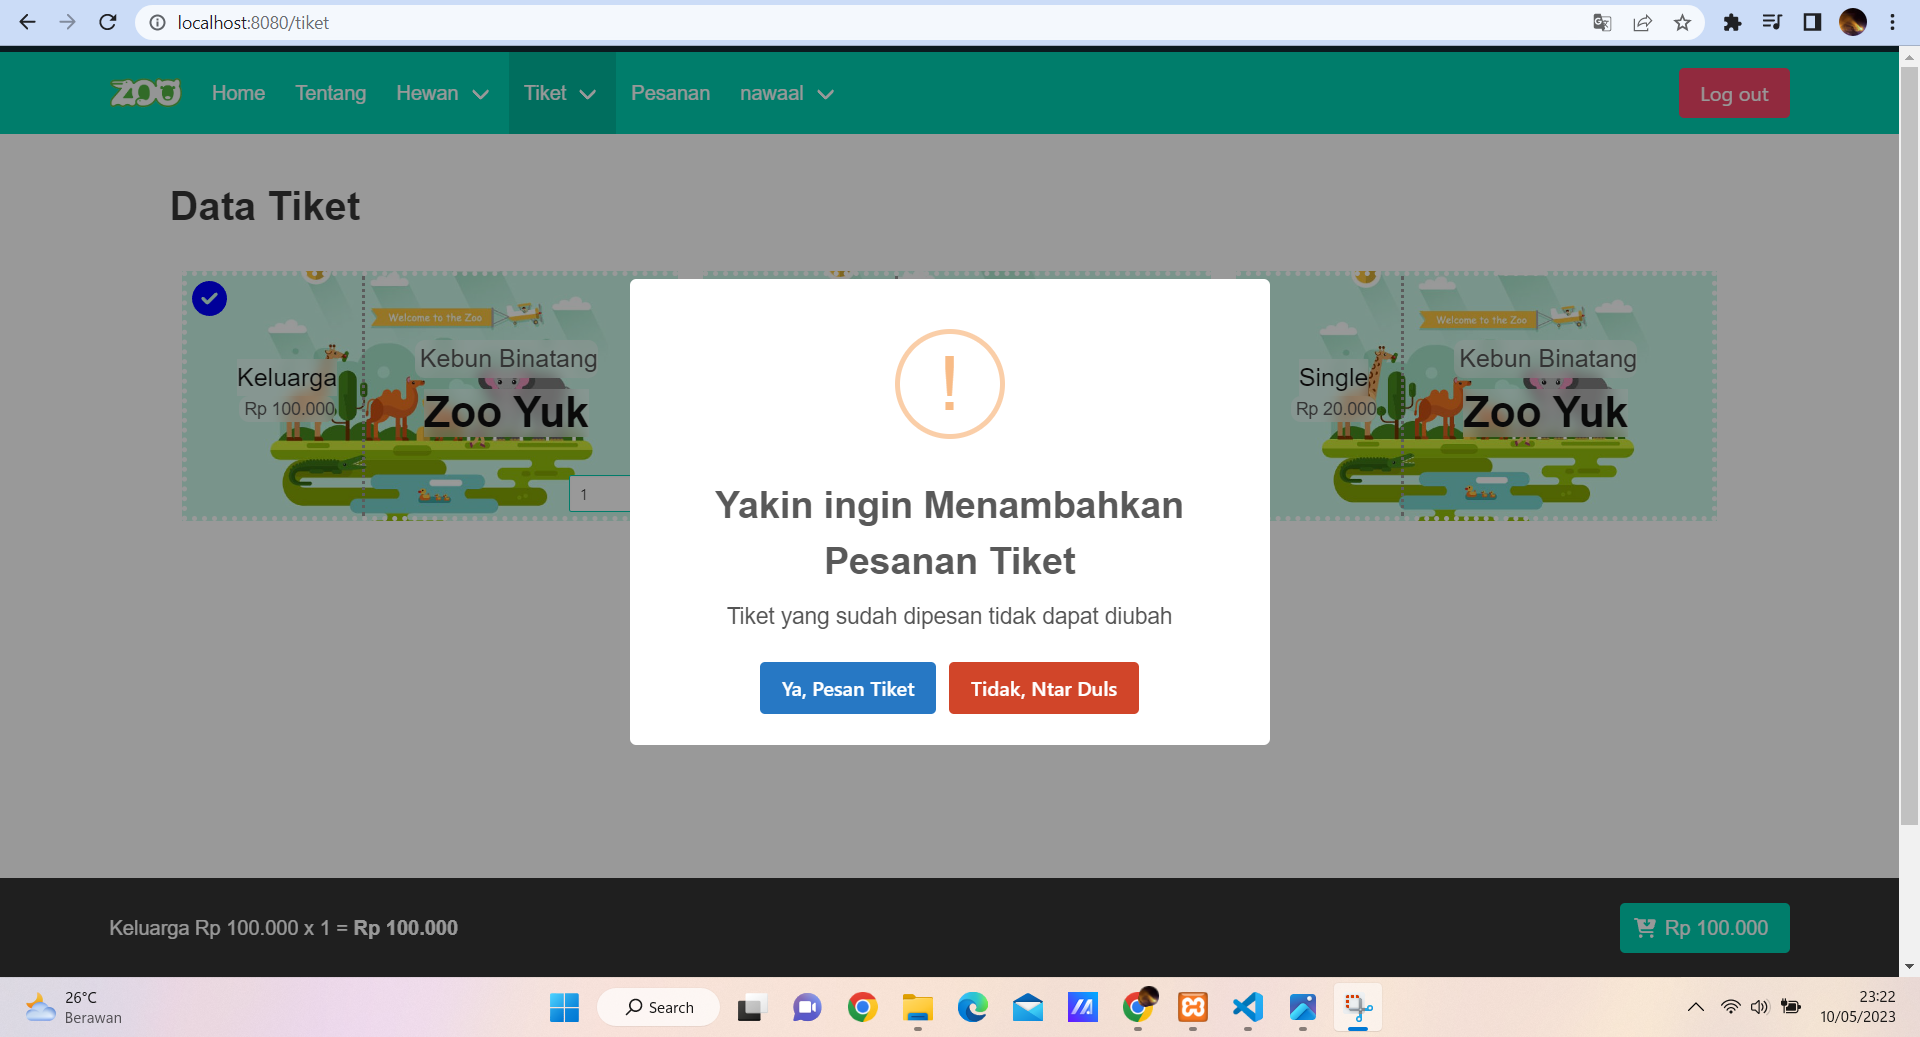 localhost:8080/tiket
ZOO Home Tentang Hewan Tiket Pesanan nawaal Log out
Data Tiket
Welcome to the Zoo
Kebun Binatang
Keluarga
Rp 100.000
Zoo Yuk
1
Welcome to the Zoo
Kebun Binatang
Single
Rp 20.000
Zoo Yuk
!
Yakin ingin Menambahkan
Pesanan Tiket
Tiket yang sudah dipesan tidak dapat diubah
Ya, Pesan Tiket Tidak, Ntar Duls
Keluarga Rp 100.000 x 1 = Rp 100.000
Rp 100.000
26°C
Berawan
Search
23:22
10/05/2023